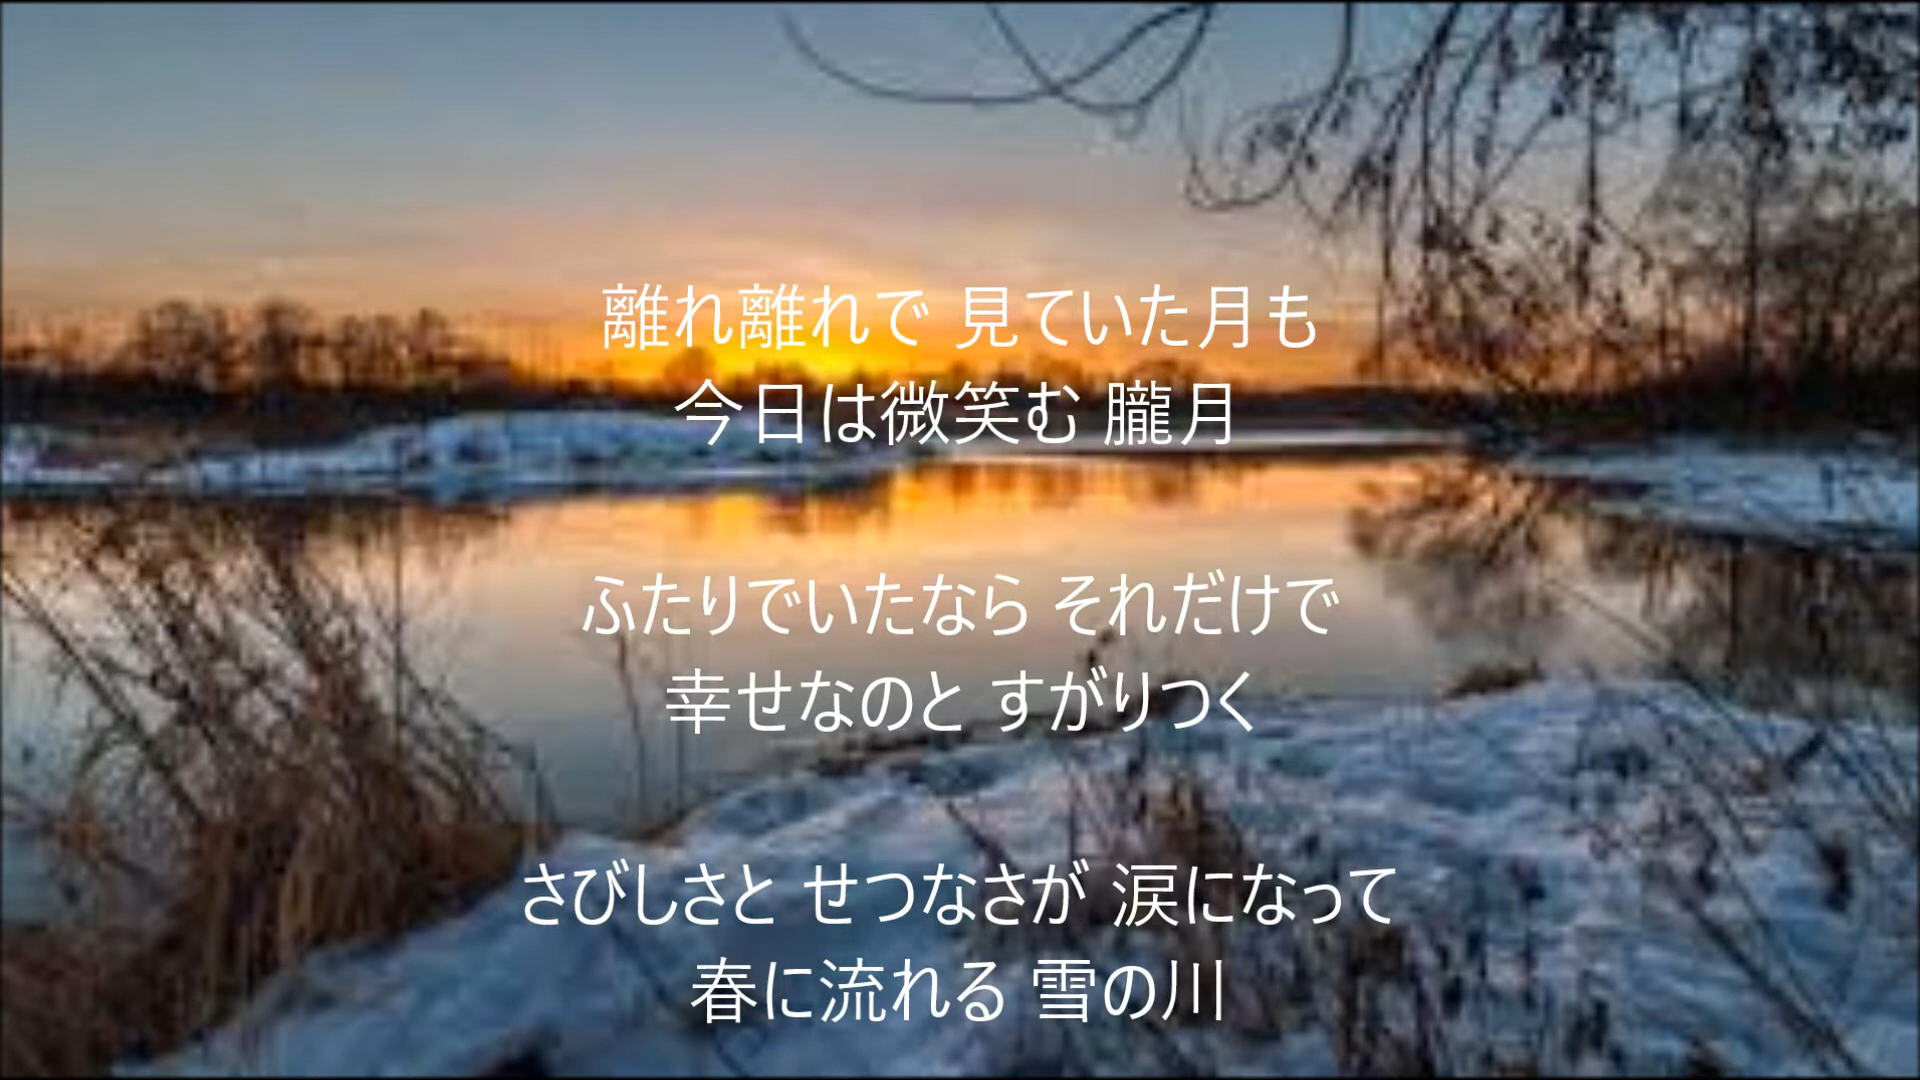 離れ離れで 見ていた月も
今日は微笑む 朧月
ふたりでいたなら それだけで
幸せなのと すがりつく
さびしさと せつなさが 涙になって
春に流れる 雪の川